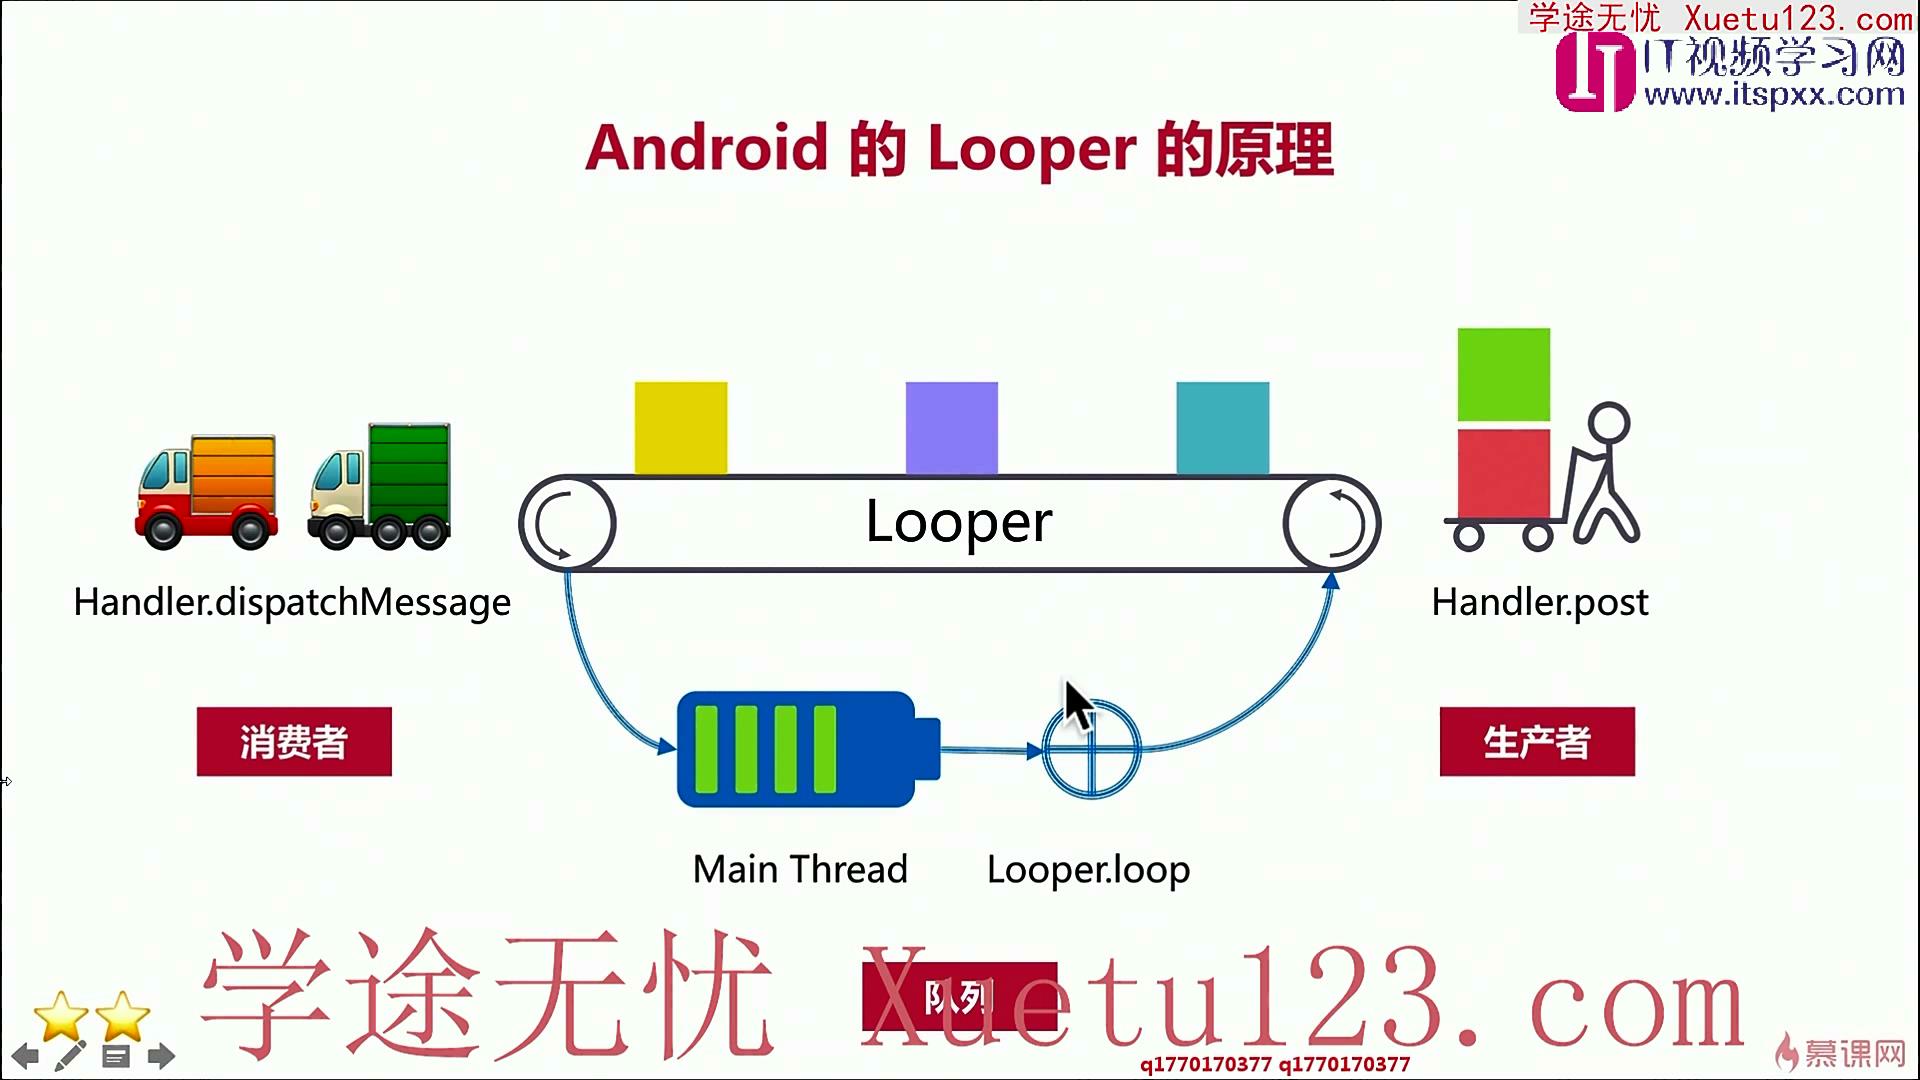 学途无忧 Xuetu123.com
IT视频学习网
www.itspxx.com
Android 的 Looper 的原理
Looper
Handler.dispatchMessage
Handler.post
消费者
生产者
Main Thread
Looper.loop
学途无忧 Xuetu123.com
队列
q1770170377 q1770170377
慕课网